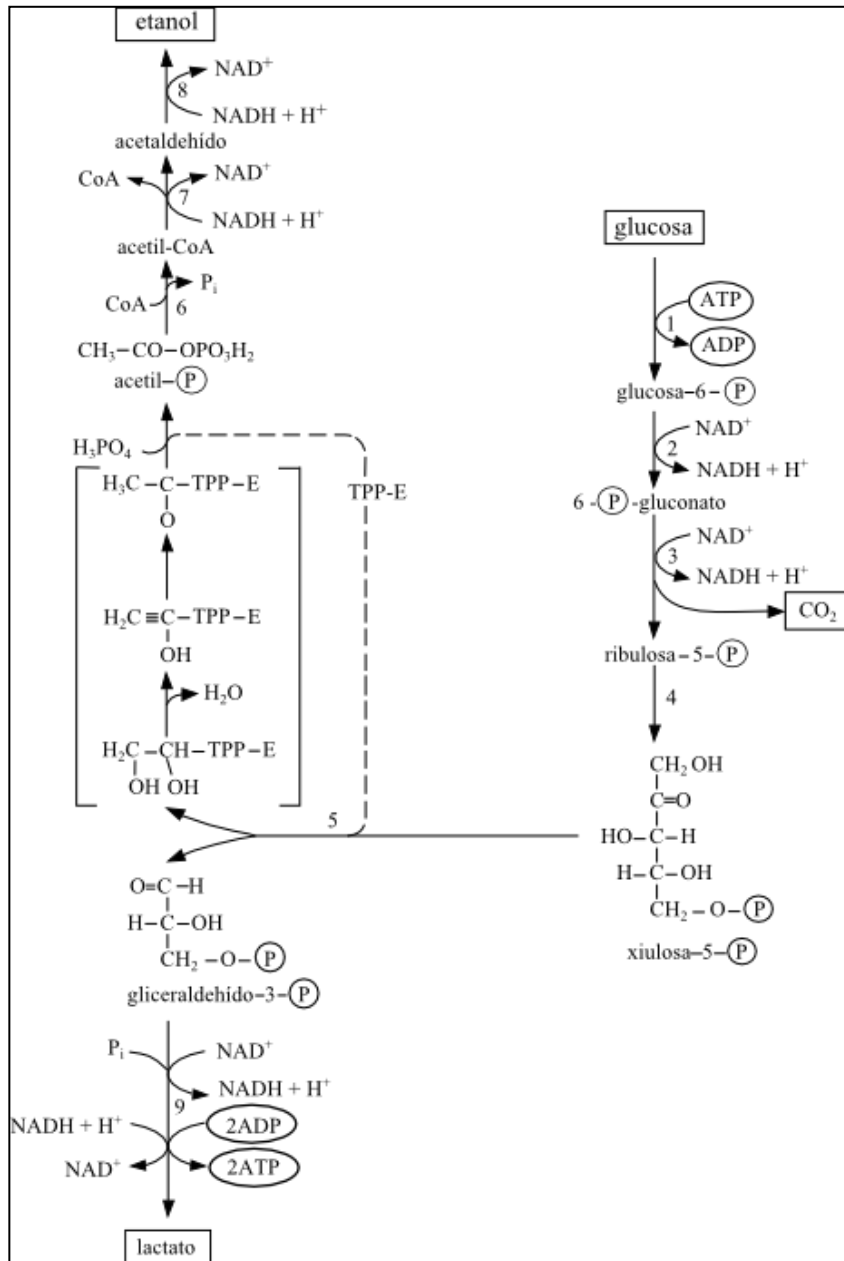 etanol
NAD⁺
8
NADH + H⁺
acetaldehído
CoA
NAD⁺
7
NADH + H⁺
acetil-CoA
CoA
Pᵢ
6
CH₃–CO–OPO₃H₂
acetil–P
H₃PO₄
TPP-E
H₃C–C–TPP–E
O
H₂C≡C–TPP–E
OH
H₂O
H₂C–CH–TPP–E
OH OH
5
O=C–H
H–C–OH
CH₂–O–P
gliceraldehído–3–P
Pᵢ
NAD⁺
NADH + H⁺
9
NADH + H⁺
2ADP
NAD⁺
2ATP
lactato
glucosa
ATP
1
ADP
glucosa–6–P
NAD⁺
2
NADH + H⁺
6 -P-gluconato
NAD⁺
3
NADH + H⁺
CO₂
ribulosa–5–P
4
CH₂ OH
C=O
HO–C–H
H–C–OH
CH₂–O–P
xiulosa–5–P